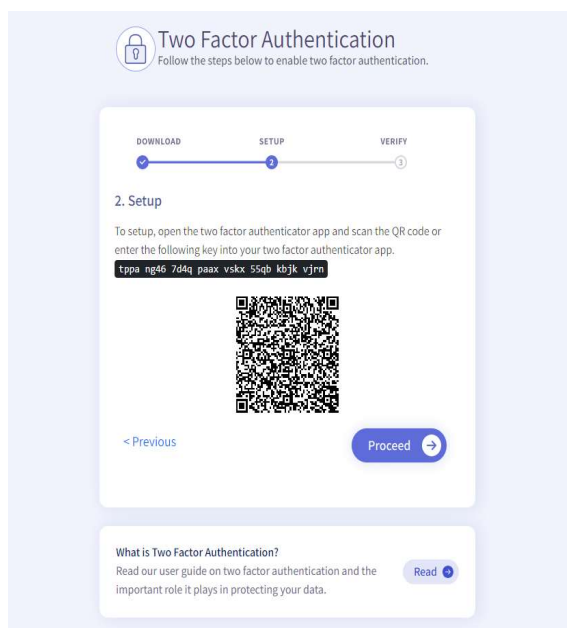 Two Factor Authentication
Follow the steps below to enable two factor authentication.
DOWNLOAD SETUP VERIFY
2 3
2. Setup
To setup, open the two factor authenticator app and scan the QR code or
enter the following key into your two factor authenticator app.
tppa ng46 7d4q paax vskx 55qb kbjk vjrn
< Previous
Proceed
What is Two Factor Authentication?
Read our user guide on two factor authentication and the
important role it plays in protecting your data.
Read